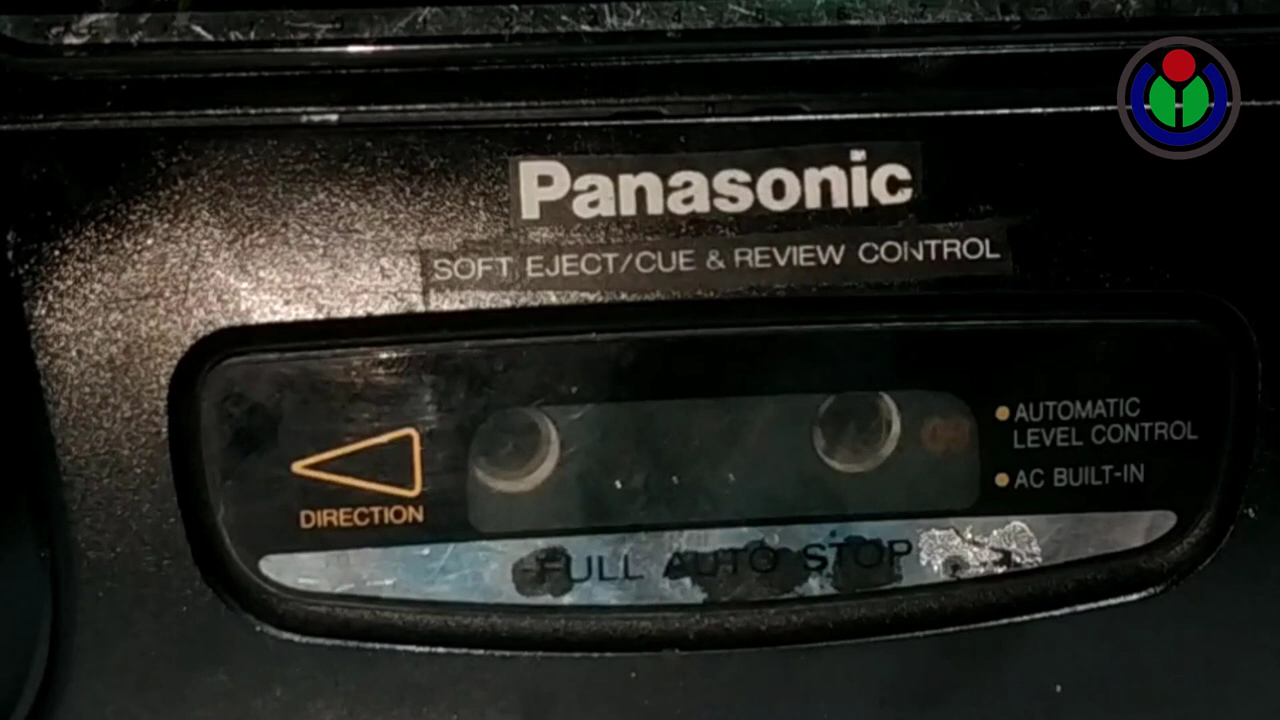 Panasonic
SOFT EJECT/CUE & REVIEW CONTROL
AUTOMATIC
LEVEL CONTROL
AC BUILT-IN
DIRECTION
FULL AUTO STOP